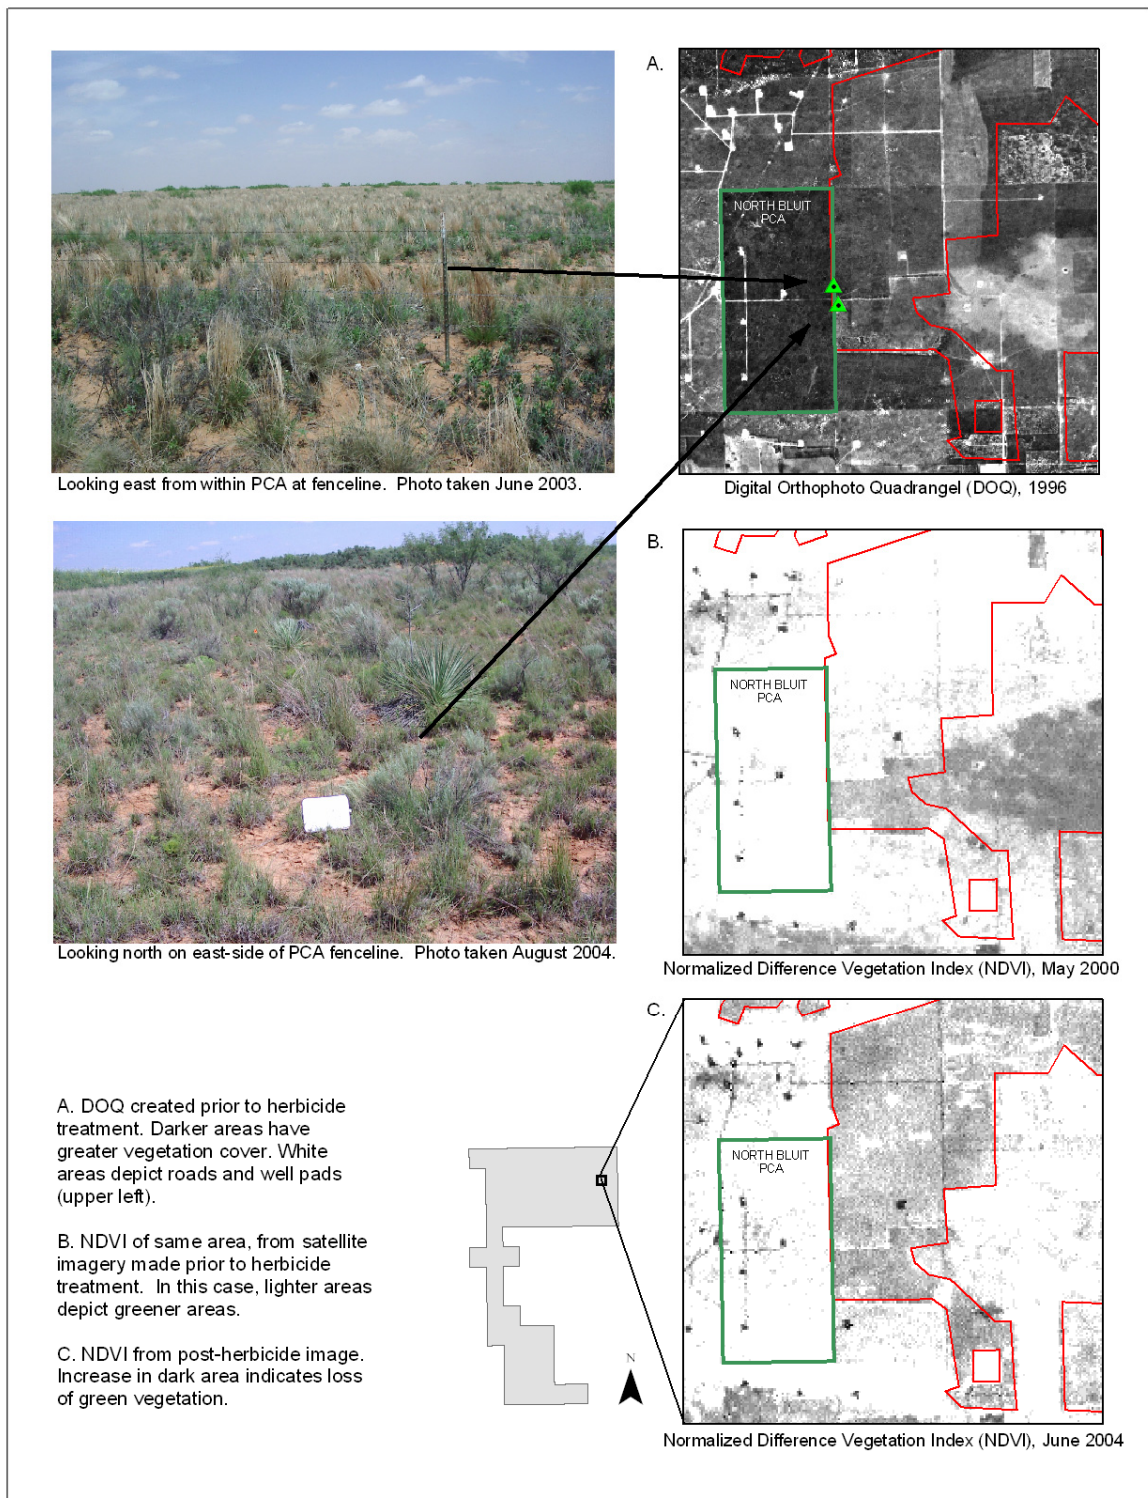 A.
NORTH BLUIT
PCA
Looking east from within PCA at fenceline.  Photo taken June 2003.
Digital Orthophoto Quadrangel (DOQ), 1996
B.
NORTH BLUIT
PCA
Looking north on east-side of PCA fenceline.  Photo taken August 2004.
Normalized Difference Vegetation Index (NDVI), May 2000
C.
NORTH BLUIT
PCA
A. DOQ created prior to herbicide
treatment. Darker areas have
greater vegetation cover. White
areas depict roads and well pads
(upper left).
B. NDVI of same area, from satellite
imagery made prior to herbicide
treatment.  In this case, lighter areas
depict greener areas.
C. NDVI from post-herbicide image.
Increase in dark area indicates loss
of green vegetation.
N
Normalized Difference Vegetation Index (NDVI), June 2004